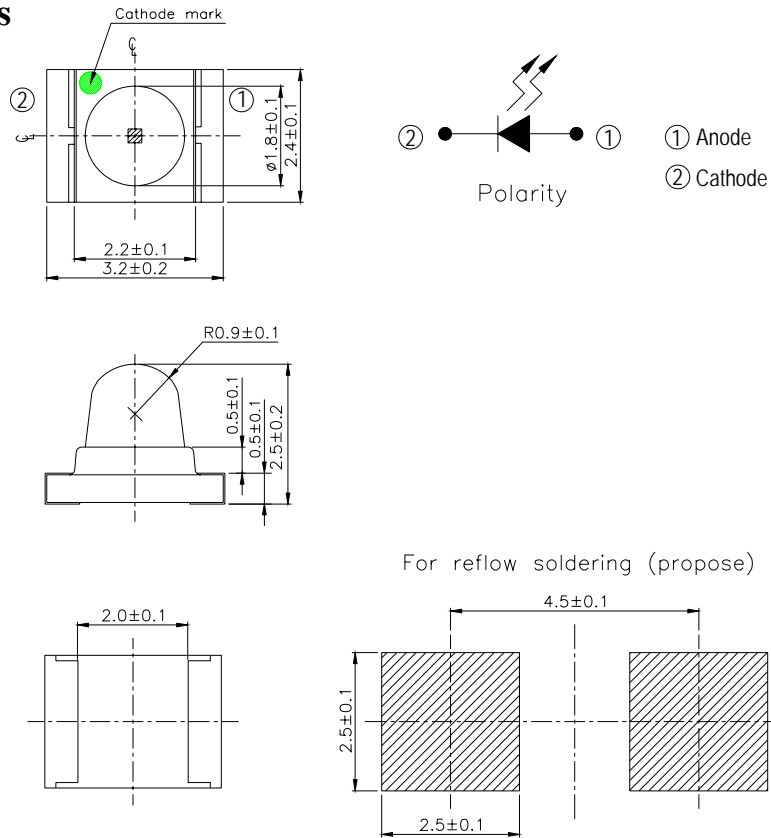 s
Cathode mark
℄
② ①
℄
ø1.8±0.1
2.4±0.1
2.2±0.1
3.2±0.2
② ①
Polarity
① Anode
② Cathode
R0.9±0.1
0.5±0.1
0.5±0.1
2.5±0.2
For reflow soldering (propose)
2.0±0.1
4.5±0.1
2.5±0.1
2.5±0.1